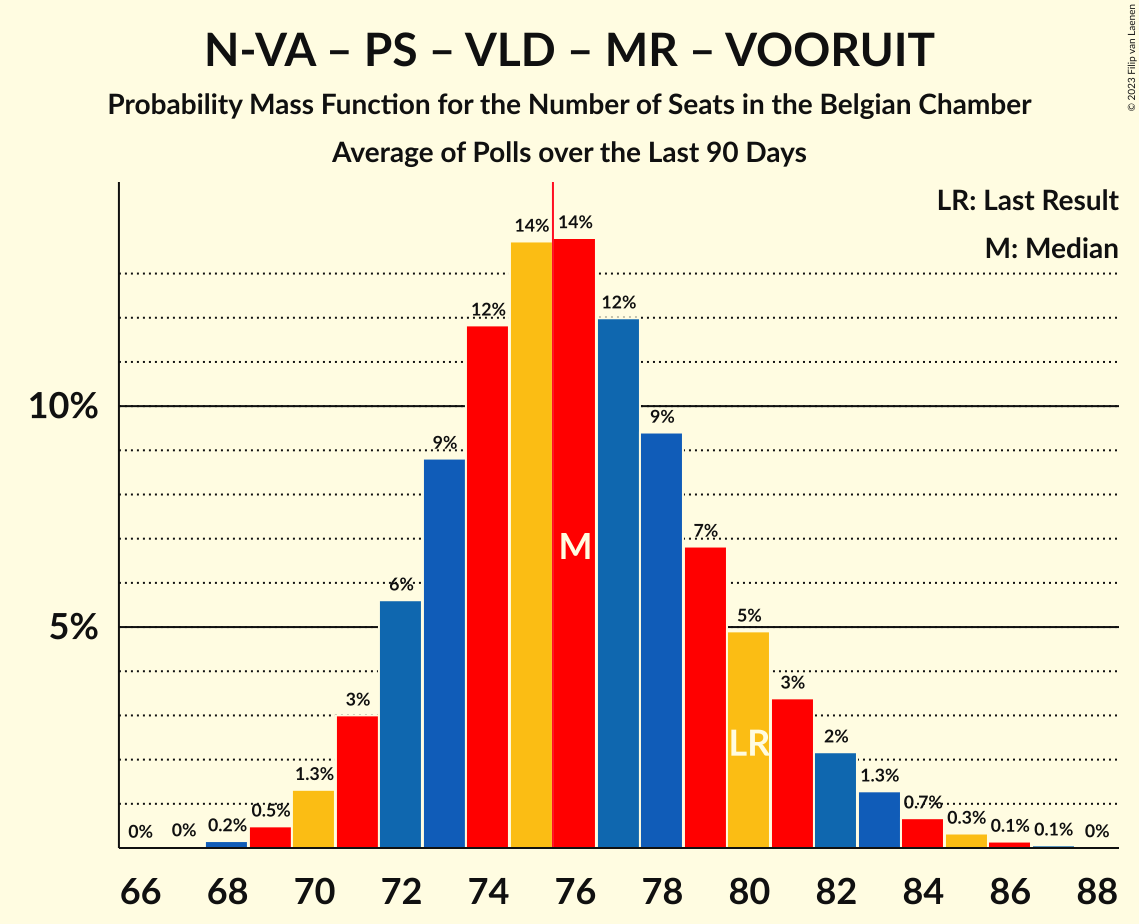 N-VA – PS – VLD – MR – VOORUIT
Probability Mass Function for the Number of Seats in the Belgian Chamber
Average of Polls over the Last 90 Days
© 2023 Filip van Laenen
LR: Last Result
M: Median
10%
5%
0% 0% 0.2% 0.5% 1.3% 3% 6% 9% 12% 14% 14% 12% 9% 7% 5% 3% 2% 1.3% 0.7% 0.3% 0.1% 0.1% 0%
M
LR
66 68 70 72 74 76 78 80 82 84 86 88